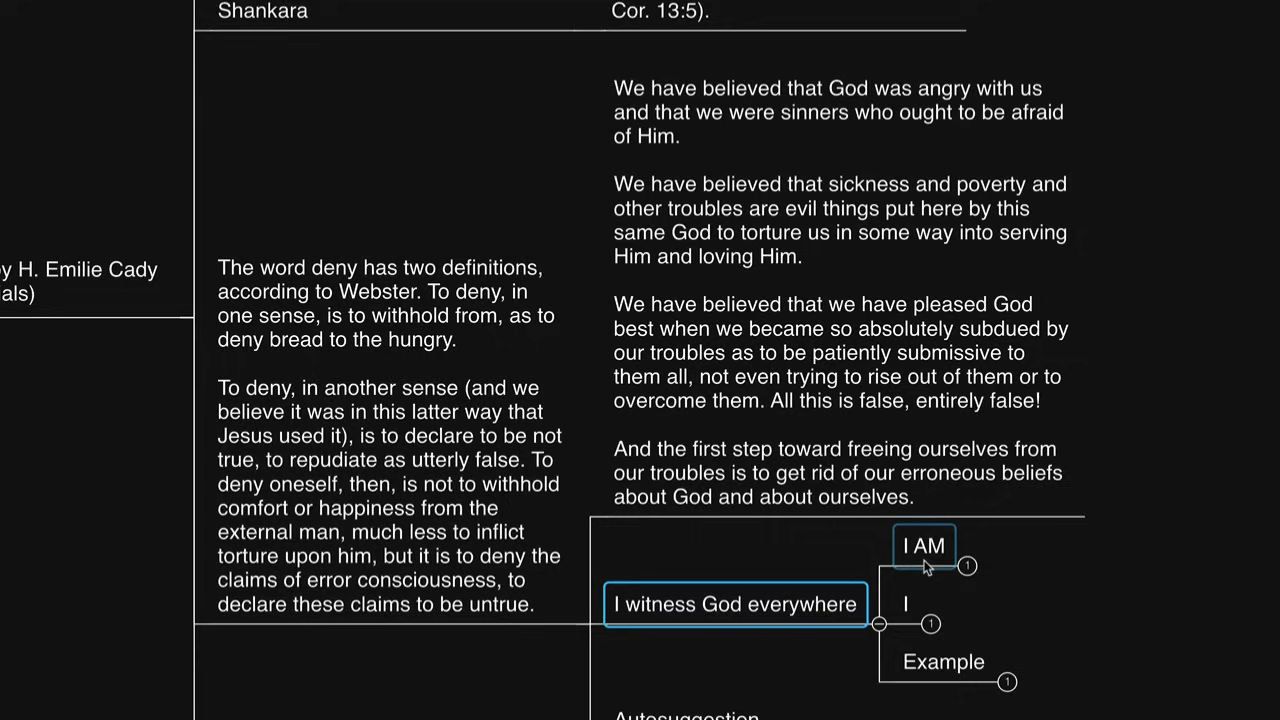 Shankara
Cor. 13:5).
We have believed that God was angry with us
and that we were sinners who ought to be afraid
of Him.
We have believed that sickness and poverty and
other troubles are evil things put here by this
same God to torture us in some way into serving
Him and loving Him.
We have believed that we have pleased God
best when we became so absolutely subdued by
our troubles as to be patiently submissive to
them all, not even trying to rise out of them or to
overcome them. All this is false, entirely false!
And the first step toward freeing ourselves from
our troubles is to get rid of our erroneous beliefs
about God and about ourselves.
y H. Emilie Cady
als)
The word deny has two definitions,
according to Webster. To deny, in
one sense, is to withhold from, as to
deny bread to the hungry.
To deny, in another sense (and we
believe it was in this latter way that
Jesus used it), is to declare to be not
true, to repudiate as utterly false. To
deny oneself, then, is not to withhold
comfort or happiness from the
external man, much less to inflict
torture upon him, but it is to deny the
claims of error consciousness, to
declare these claims to be untrue.
I witness God everywhere
I AM
1
I
1
Example
1
Autosuggestion